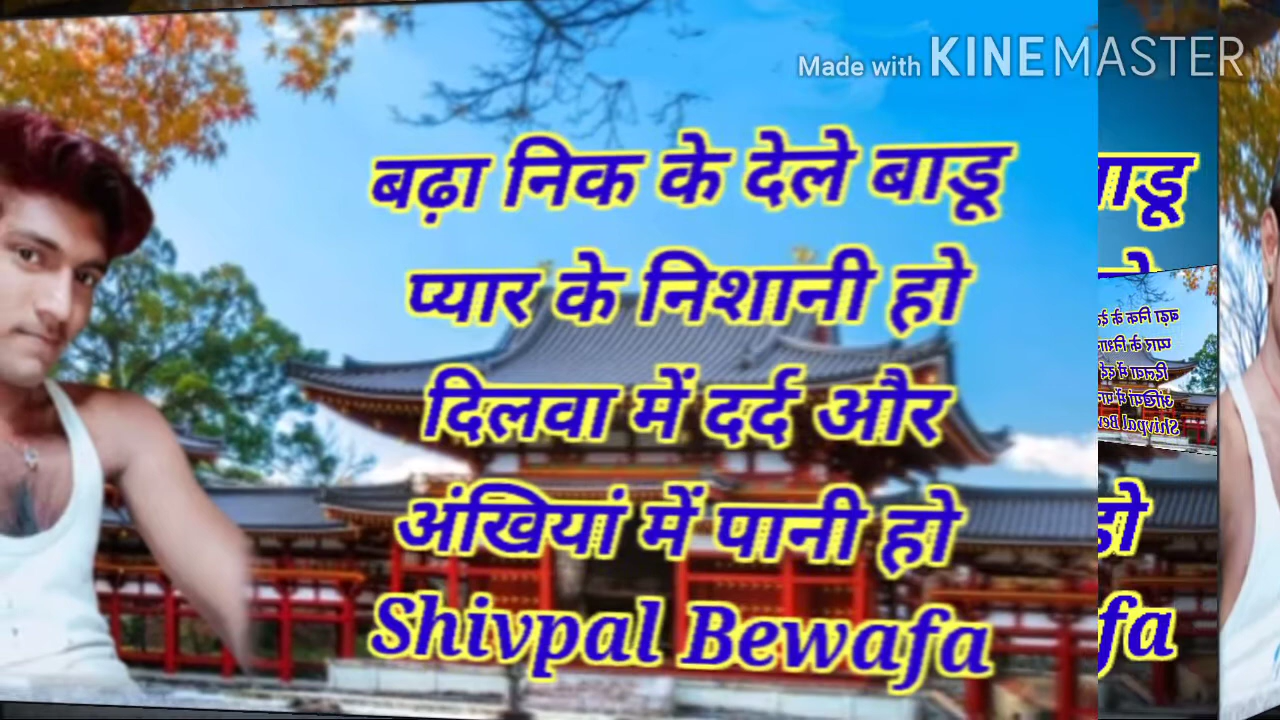 Made with KINEMASTER
बढ़ा निक के देले बाडू
प्यार के निशानी हो
दिलवा में दर्द और
अंखियां में पानी हो
Shivpal Bewafa